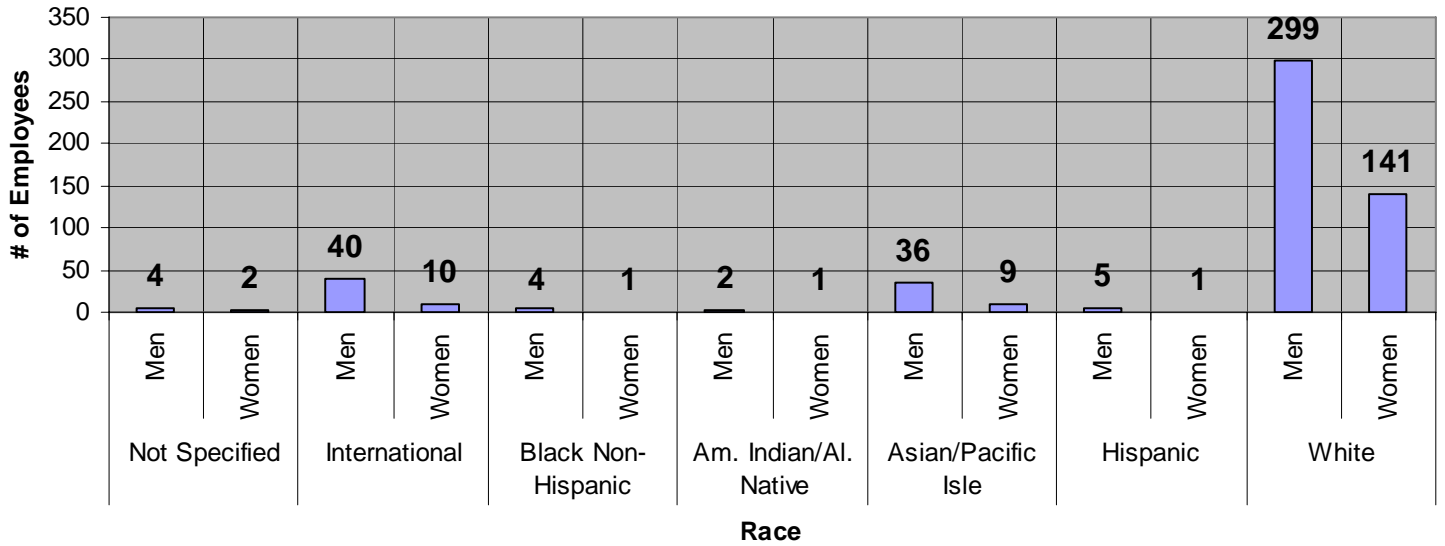 # of Employees
350
300
250
200
150
100
50
0
4
2
40
10
4
1
2
1
36
9
5
1
299
141
Men
Women
Men
Women
Men
Women
Men
Women
Men
Women
Men
Women
Men
Women
Not Specified
International
Black Non-
Hispanic
Am. Indian/Al.
Native
Asian/Pacific
Isle
Hispanic
White
Race